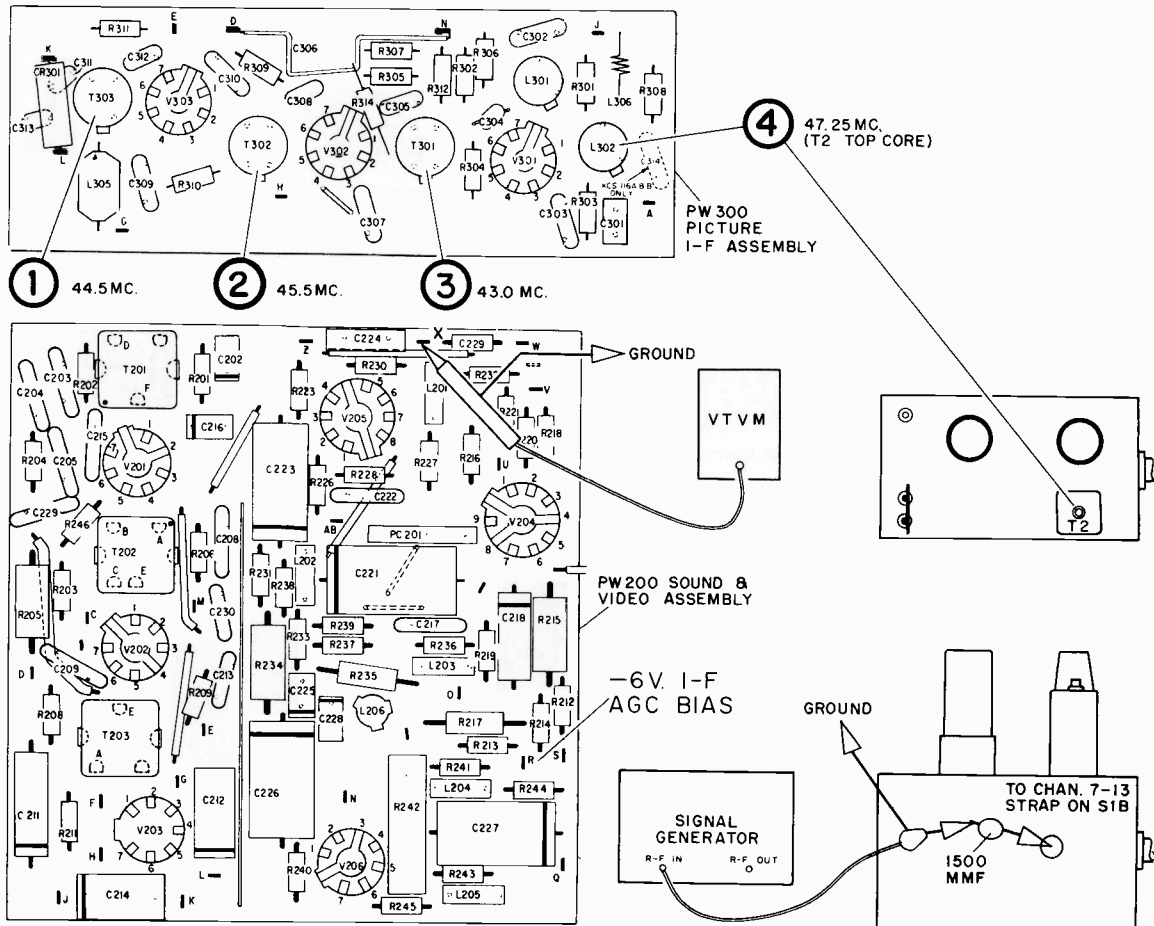 R311
E
D
N
C302
J
K
C311
CR301
C312
C310
R309
C306
R307
R305
R306
R302
R312
L301
R301
L306
R308
T303
V303
C308
R314
C305
C304
C313
T302
V302
T301
V301
L302
C314
KCS 116A B B
ONLY
L
L305
C309
R310
H
C307
R304
C303
R303
C301
A
G
4
47.25 MC.
(T2 TOP CORE)
PW300
PICTURE
I-F ASSEMBLY
1
44.5 MC.
2
45.5 MC.
3
43.0 MC.
Z
C224
X
C229
W
GROUND
D
T201
F
C202
R201
R202
C203
C204
R223
R230
L201
V
C216
V205
R218
VTVM
C215
V201
R204
C205
C223
R226
R228
C222
R227
R216
U
C229
R246
B
A
T202
C
E
R206
C208
AB
PC201
V204
T2
R205
R203
R231
R238
L202
C221
PW200 SOUND &
VIDEO ASSEMBLY
C
M
C230
V202
R233
R239
R237
C217
R236
L203
R219
C218
R215
C209
D
R209
C213
R234
C225
R235
O
-6V. I-F
AGC BIAS
R208
E
T203
A
E
C228
L206
R217
R214
R212
R213
R
S
GROUND
G
R241
L204
R244
TO CHAN. 7-13
STRAP ON S1B
C211
R211
F
C212
C226
N
R242
C227
SIGNAL
GENERATOR
R-F IN
R-F OUT
1500
MMF
V203
H
V206
R240
R243
L205
Q
L
J
C214
K
R245